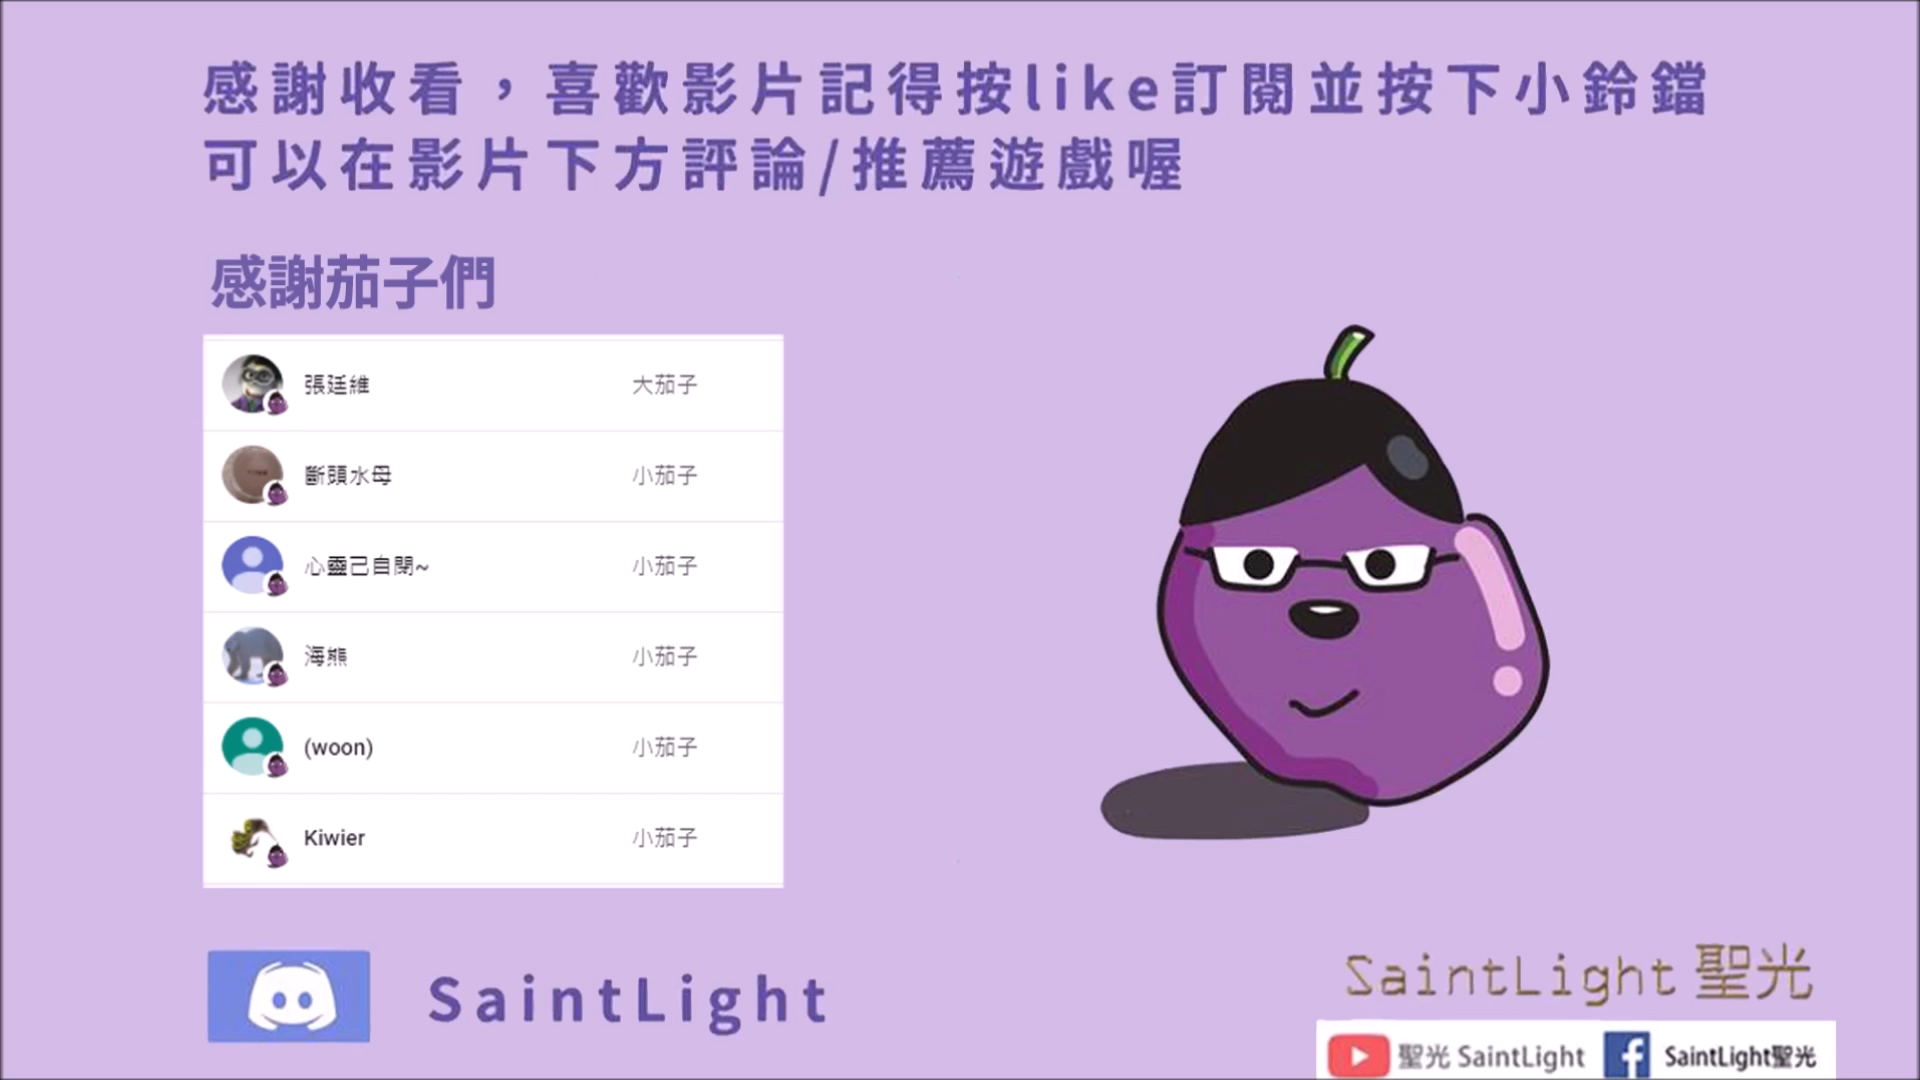 感謝收看，喜歡影片記得按like訂閱並按下小鈴鐺
可以在影片下方評論/推薦遊戲喔
感謝茄子們
張廷維 大茄子
斷頭水母 小茄子
心靈己自閉~ 小茄子
海熊 小茄子
(woon) 小茄子
Kiwier 小茄子
SaintLight
SaintLight 聖光
聖光 SaintLight
SaintLight聖光